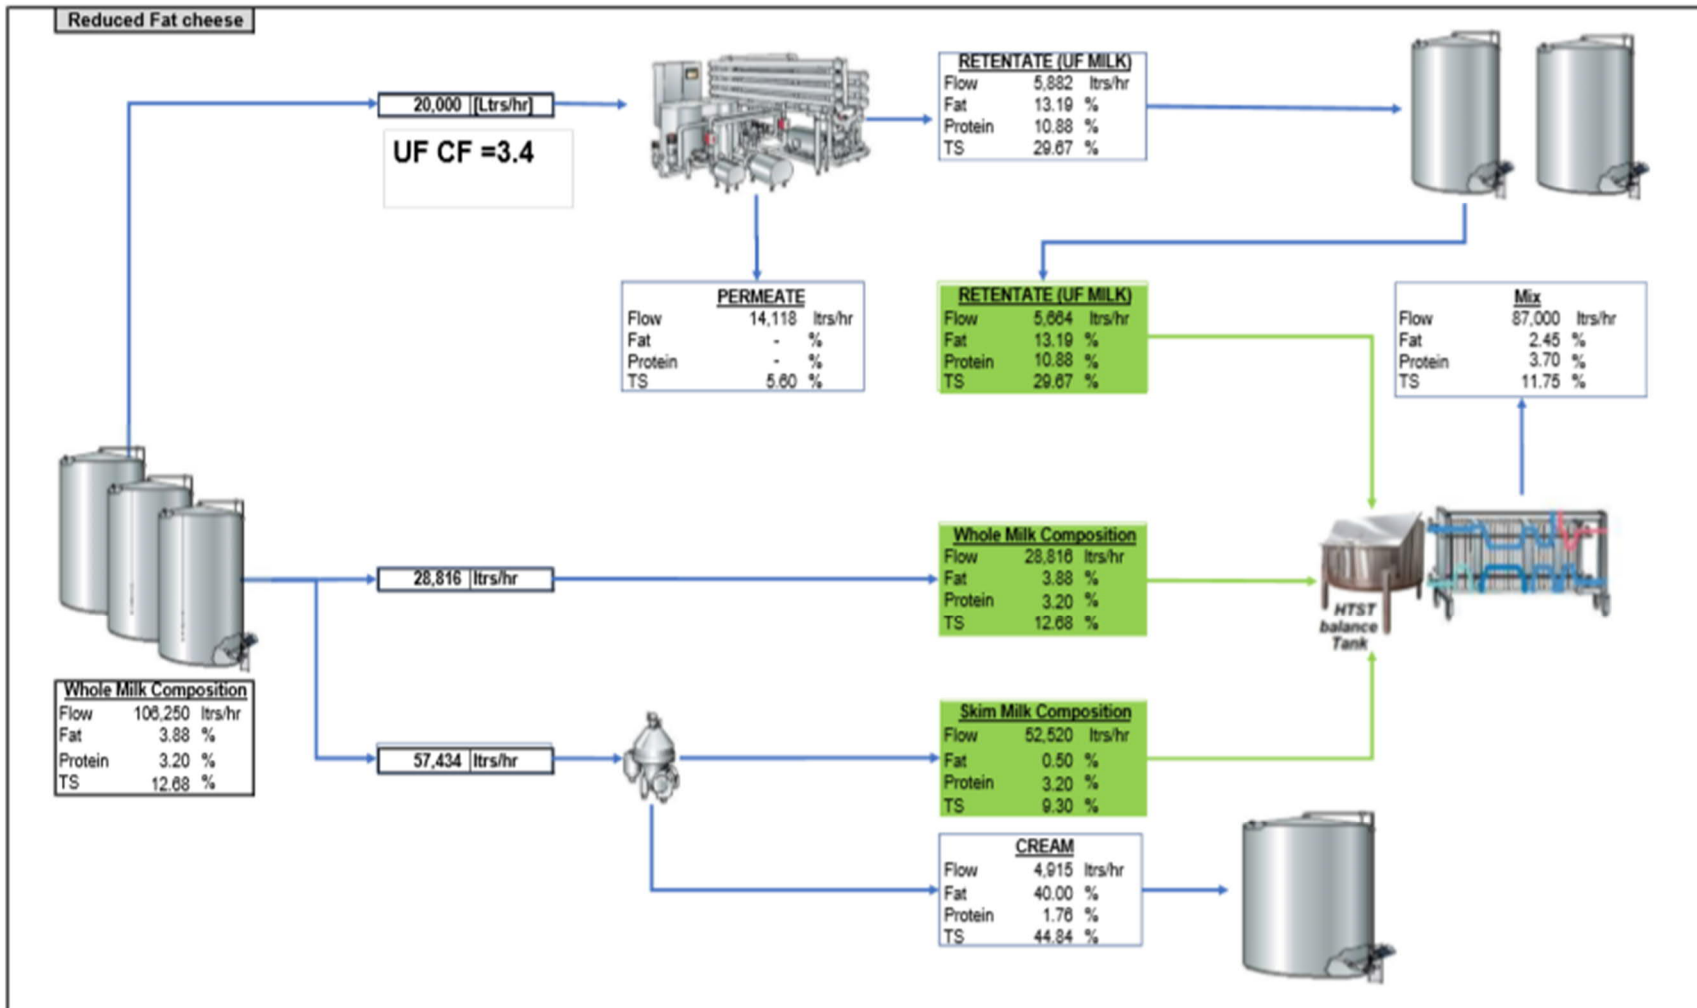 Reduced Fat cheese
20,000 [Ltrs/hr]
UF CF =3.4
RETENTATE (UF MILK)
Flow 5,882 ltrs/hr
Fat 13.19 %
Protein 10.88 %
TS 29.67 %
PERMEATE
Flow 14,118 ltrs/hr
Fat - %
Protein - %
TS 5.60 %
RETENTATE (UF MILK)
Flow 5,664 ltrs/hr
Fat 13.19 %
Protein 10.88 %
TS 29.67 %
Mix
Flow 87,000 ltrs/hr
Fat 2.45 %
Protein 3.70 %
TS 11.75 %
28,816 ltrs/hr
Whole Milk Composition
Flow 28,816 ltrs/hr
Fat 3.88 %
Protein 3.20 %
TS 12.68 %
HTST
balance
Tank
Whole Milk Composition
Flow 106,250 ltrs/hr
Fat 3.88 %
Protein 3.20 %
TS 12.68 %
57,434 ltrs/hr
Skim Milk Composition
Flow 52,520 ltrs/hr
Fat 0.50 %
Protein 3.20 %
TS 9.30 %
CREAM
Flow 4,915 ltrs/hr
Fat 40.00 %
Protein 1.76 %
TS 44.84 %